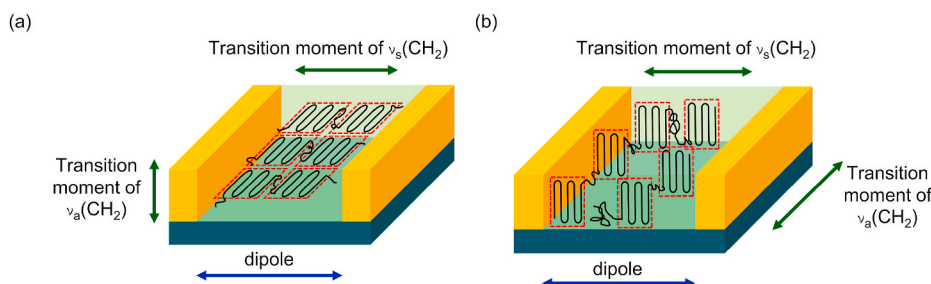 (a)
Transition moment of νs(CH2)
Transition
moment of
νa(CH2)
dipole
(b)
Transition moment of νs(CH2)
Transition
moment of
νa(CH2)
dipole